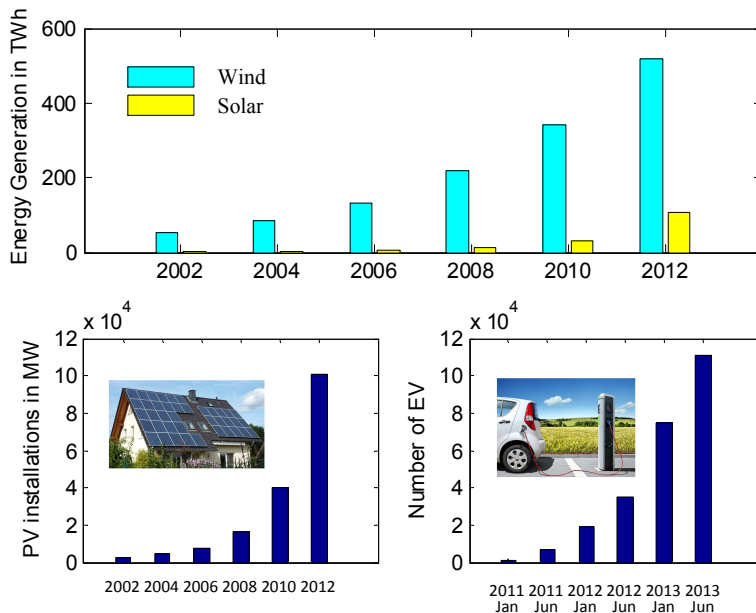 600
400
200
0
Energy Generation in TWh
Wind
Solar
2002 2004 2006 2008 2010 2012
x 10^4
12
10
8
6
4
2
0
PV installations in MW
2002 2004 2006 2008 2010 2012
x 10^4
12
10
8
6
4
2
0
Number of EV
2011 2011 2012 2012 2013 2013
Jan Jun Jan Jun Jan Jun